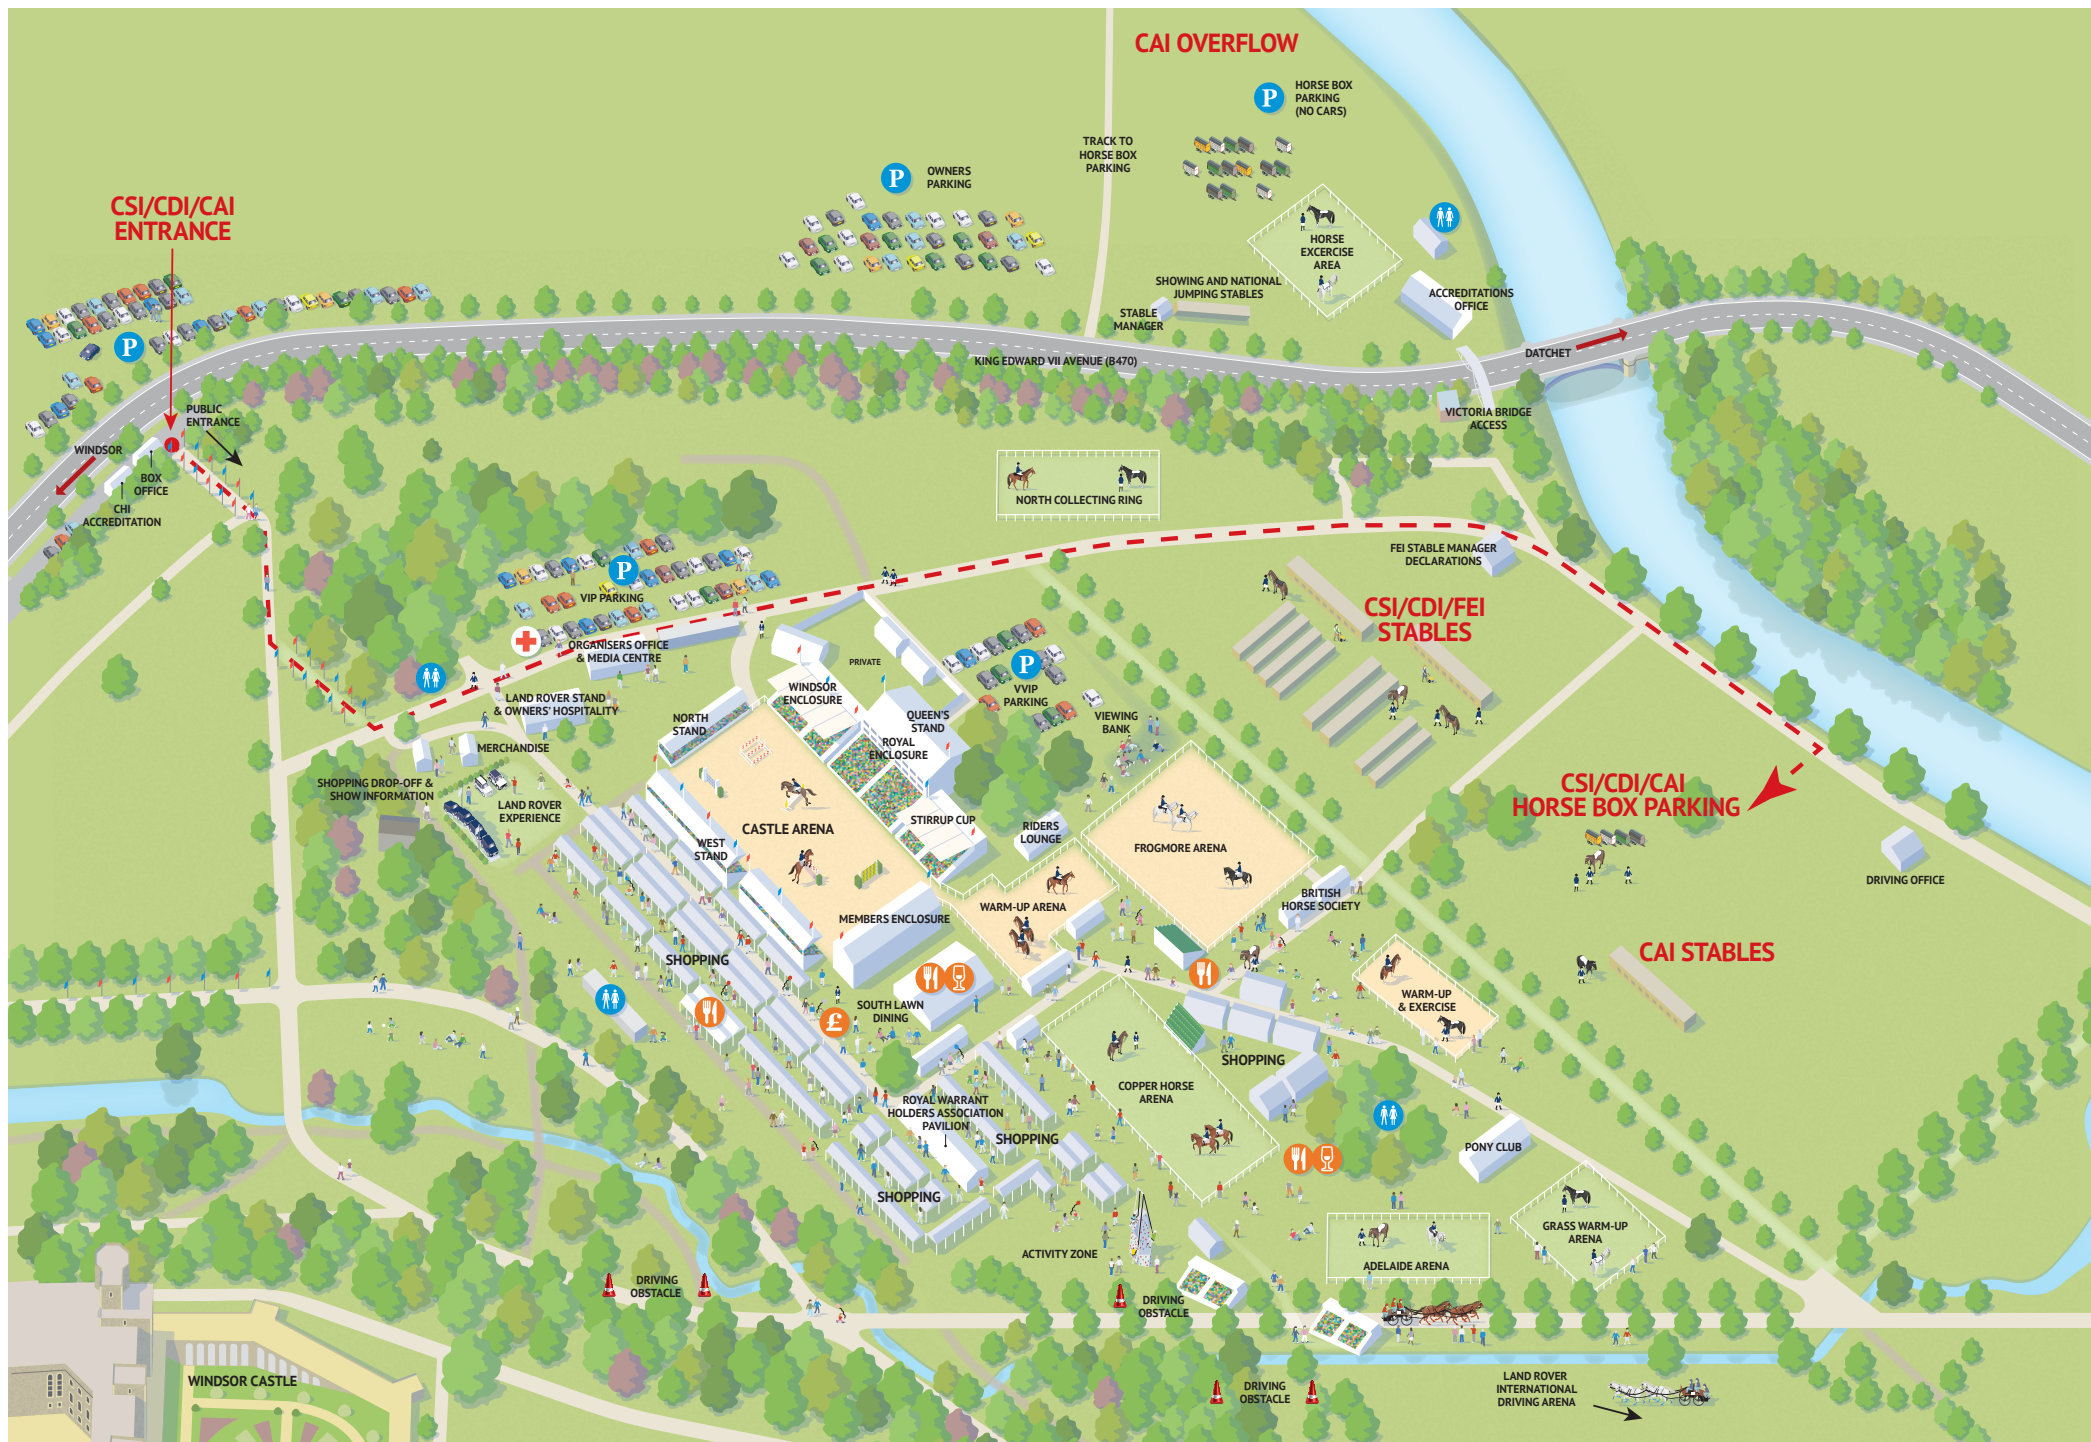 CAI OVERFLOW
P
HORSE BOX
PARKING
(NO CARS)
TRACK TO
HORSE BOX
PARKING
P
OWNERS
PARKING
CSI/CDI/CAI
ENTRANCE
HORSE
EXCERCISE
AREA
SHOWING AND NATIONAL
JUMPING STABLES
ACCREDITATIONS
OFFICE
STABLE
MANAGER
P
KING EDWARD VII AVENUE (B470)
DATCHET
PUBLIC
ENTRANCE
VICTORIA BRIDGE
ACCESS
WINDSOR
BOX
OFFICE
CHI
ACCREDITATION
NORTH COLLECTING RING
FEI STABLE MANAGER
DECLARATIONS
P
VIP PARKING
CSI/CDI/FEI
STABLES
ORGANISERS OFFICE
& MEDIA CENTRE
PRIVATE
P
VVIP
PARKING
WINDSOR
ENCLOSURE
LAND ROVER STAND
& OWNERS' HOSPITALITY
NORTH
STAND
QUEEN'S
STAND
VIEWING
BANK
ROYAL
ENCLOSURE
MERCHANDISE
SHOPPING DROP-OFF &
SHOW INFORMATION
LAND ROVER
EXPERIENCE
CSI/CDI/CAI
HORSE BOX PARKING
CASTLE ARENA
STIRRUP CUP
RIDERS
LOUNGE
WEST
STAND
FROGMORE ARENA
DRIVING OFFICE
BRITISH
HORSE SOCIETY
WARM-UP ARENA
MEMBERS ENCLOSURE
CAI STABLES
SHOPPING
WARM-UP
& EXERCISE
SOUTH LAWN
DINING
£
SHOPPING
COPPER HORSE
ARENA
ROYAL WARRANT
HOLDERS ASSOCIATION
PAVILION
SHOPPING
PONY CLUB
SHOPPING
GRASS WARM-UP
ARENA
ACTIVITY ZONE
ADELAIDE ARENA
DRIVING
OBSTACLE
DRIVING
OBSTACLE
WINDSOR CASTLE
DRIVING
OBSTACLE
LAND ROVER
INTERNATIONAL
DRIVING ARENA